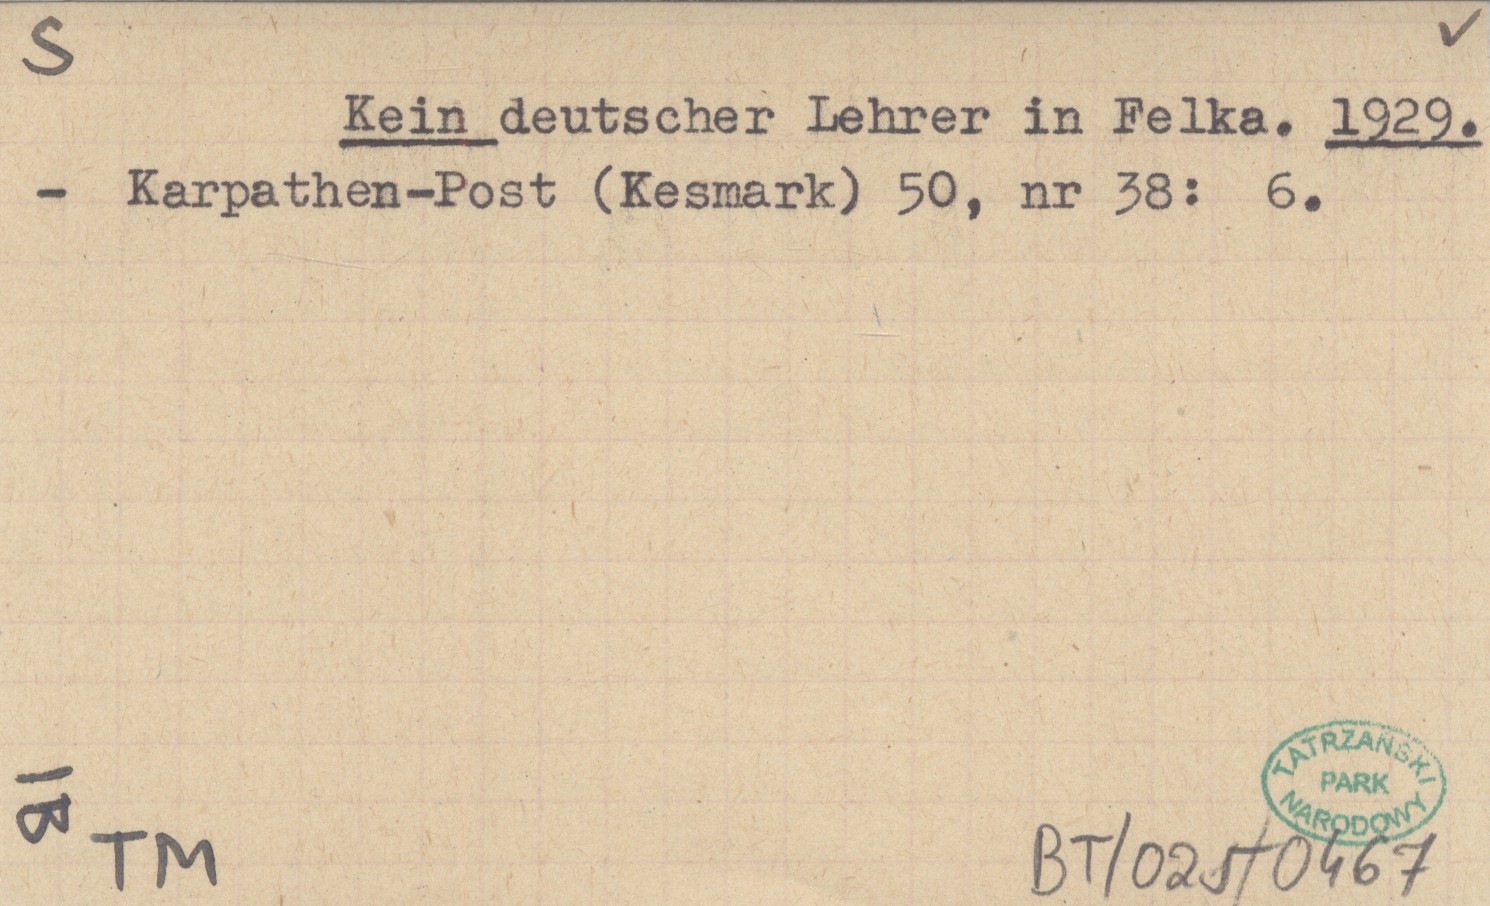 S ✓
Kein deutscher Lehrer in Felka. 1929.
- Karpathen-Post (Kesmark) 50, nr 38: 6.
TATRZAŃSKI
PARK
NARODOWY
IB
TM
BT/025/0467